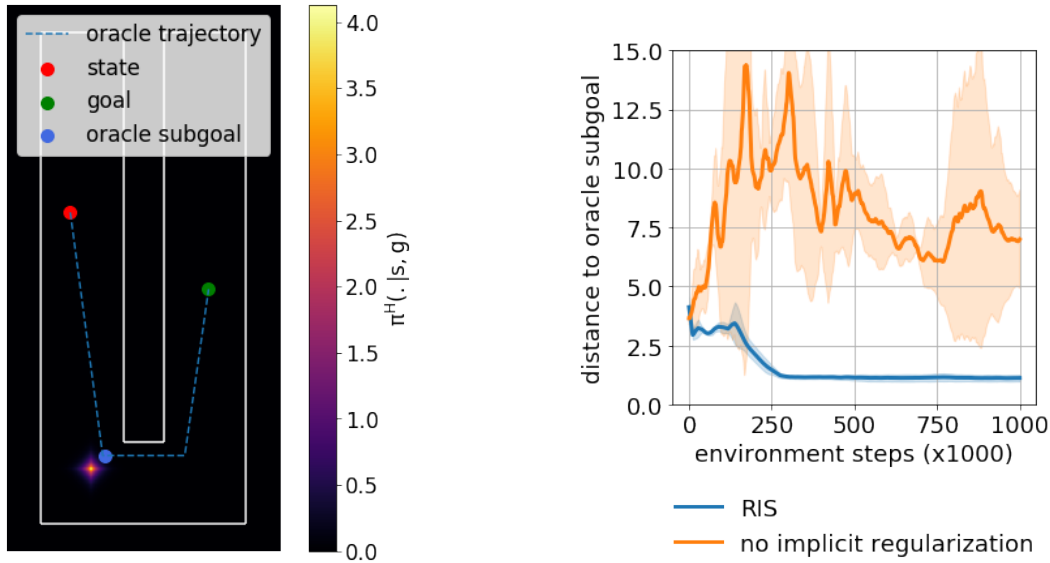 oracle trajectory
state
goal
oracle subgoal
4.0
3.5
3.0
2.5
2.0
1.5
1.0
0.5
0.0
π^H(. |s, g)
15.0
12.5
10.0
7.5
5.0
2.5
0.0
distance to oracle subgoal
0 250 500 750 1000
environment steps (x1000)
RIS
no implicit regularization